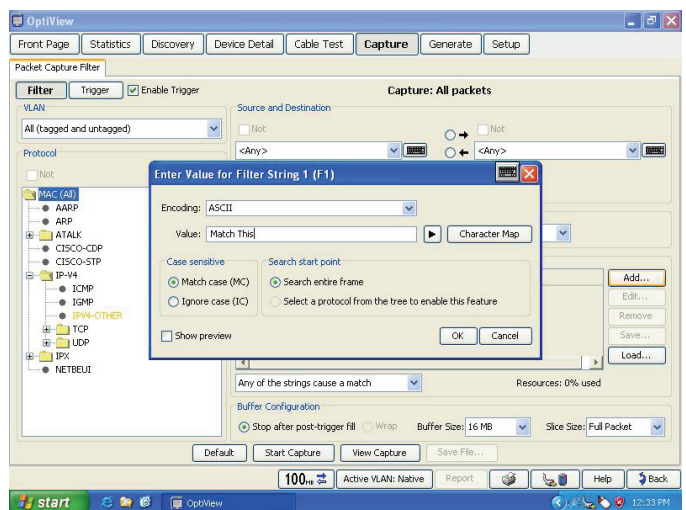 OptiView
Front Page Statistics Discovery Device Detail Cable Test Capture Generate Setup
Packet Capture Filter
Filter Trigger Enable Trigger Capture: All packets
VLAN Source and Destination
All (tagged and untagged) Not Not
Protocol <Any> <Any>
Not
Enter Value for Filter String 1 (F1)
MAC (All)
AARP
ARP
ATALK
CISCO-CDP
CISCO-STP
IP-V4
ICMP
IGMP
IPV4-OTHER
TCP
UDP
IPX
NETBEUI
Encoding: ASCII
Value: Match This Character Map
Case sensitive Search start point
Match case (MC) Search entire frame
Ignore case (IC) Select a protocol from the tree to enable this feature
Show preview OK Cancel
Add...
Edit...
Remove
Save...
Load...
Any of the strings cause a match Resources: 0% used
Buffer Configuration
Stop after post-trigger fill Wrap Buffer Size: 16 MB Slice Size: Full Packet
Default Start Capture View Capture Save File...
100 Active VLAN: Native Report Help Back
start OptiView 12:33 PM